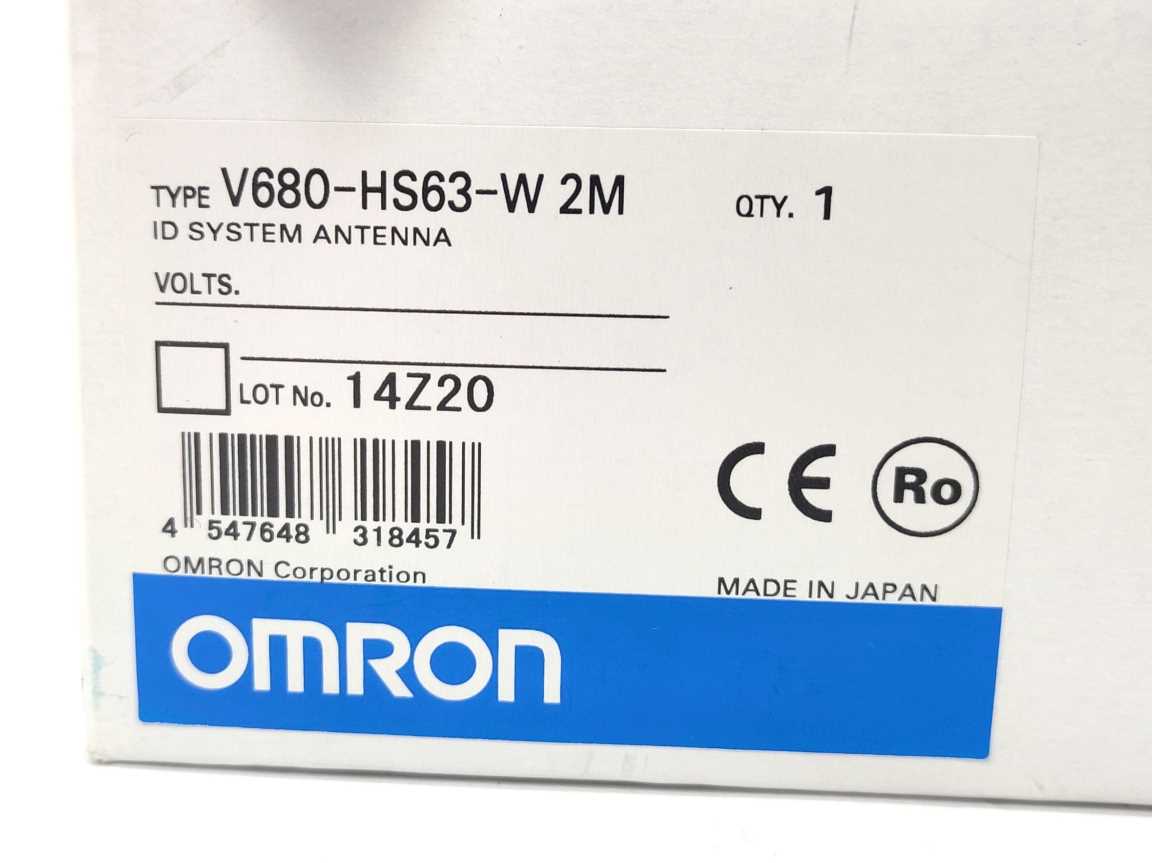 TYPE V680-HS63-W 2M QTY. 1
ID SYSTEM ANTENNA
VOLTS.
LOT No. 14Z20
4 547648 318457
CE Ro
OMRON Corporation
MADE IN JAPAN
OMRON